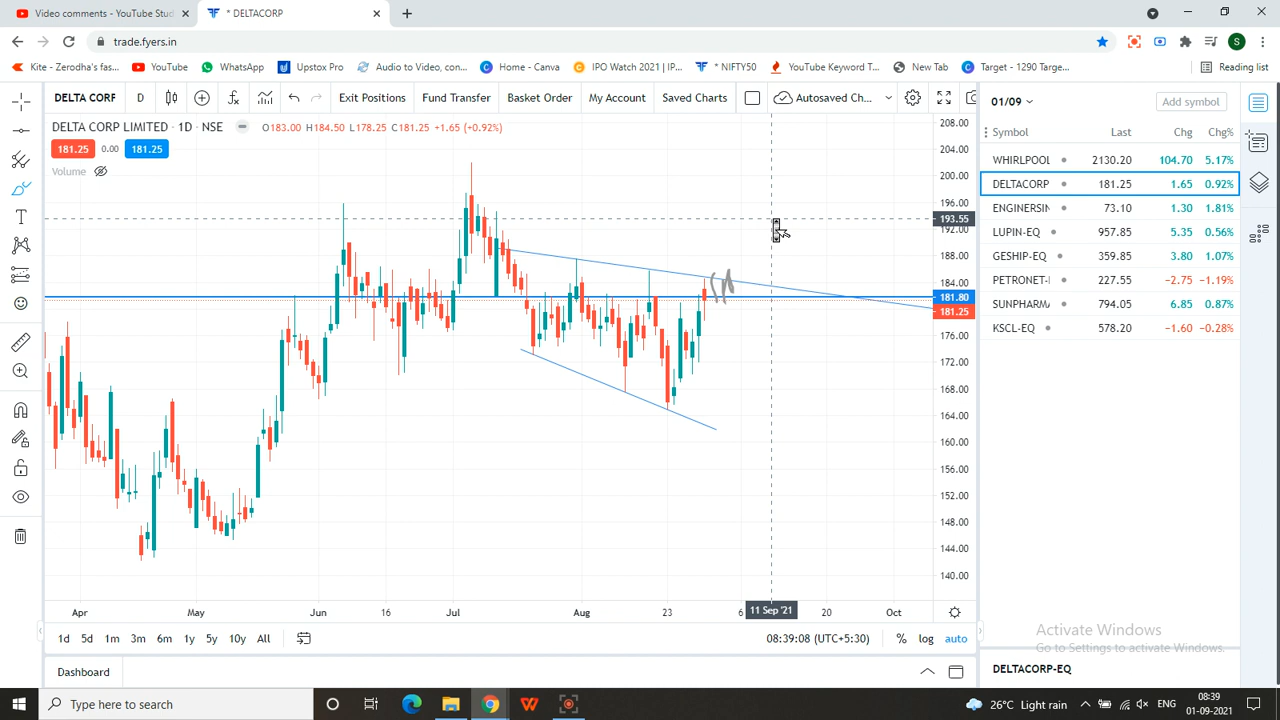 Video comments - YouTube Studi
* DELTACORP
trade.fyers.in
Kite - Zerodha's fas...
YouTube
WhatsApp
Upstox Pro
Audio to Video, con...
Home - Canva
IPO Watch 2021 | IP...
* NIFTY50
YouTube Keyword T...
New Tab
Target - 1290 Targe...
Reading list
DELTA CORF
D
Exit Positions
Fund Transfer
Basket Order
My Account
Saved Charts
Autosaved Ch...
01/09
Add symbol
DELTA CORP LIMITED · 1D · NSE
O183.00 H184.50 L178.25 C181.25 +1.65 (+0.92%)
181.25 0.00 181.25
Volume
Symbol Last Chg Chg%
WHIRLPOOL 2130.20 104.70 5.17%
DELTACORP 181.25 1.65 0.92%
ENGINERSIN 73.10 1.30 1.81%
LUPIN-EQ 957.85 5.35 0.56%
GESHIP-EQ 359.85 3.80 1.07%
PETRONET-I 227.55 -2.75 -1.19%
SUNPHARMA 794.05 6.85 0.87%
KSCL-EQ 578.20 -1.60 -0.28%
208.00
204.00
200.00
196.00
193.55
192.00
188.00
184.00
181.80
181.25
176.00
172.00
168.00
164.00
160.00
156.00
152.00
148.00
144.00
140.00
Apr May Jun 16 Jul Aug 23 6 11 Sep '21 20 Oct
1d 5d 1m 3m 6m 1y 5y 10y All
08:39:08 (UTC+5:30) % log auto
Activate Windows
Go to Settings to activate Windows.
Dashboard
DELTACORP-EQ
Type here to search
26°C Light rain
ENG
08:39
01-09-2021